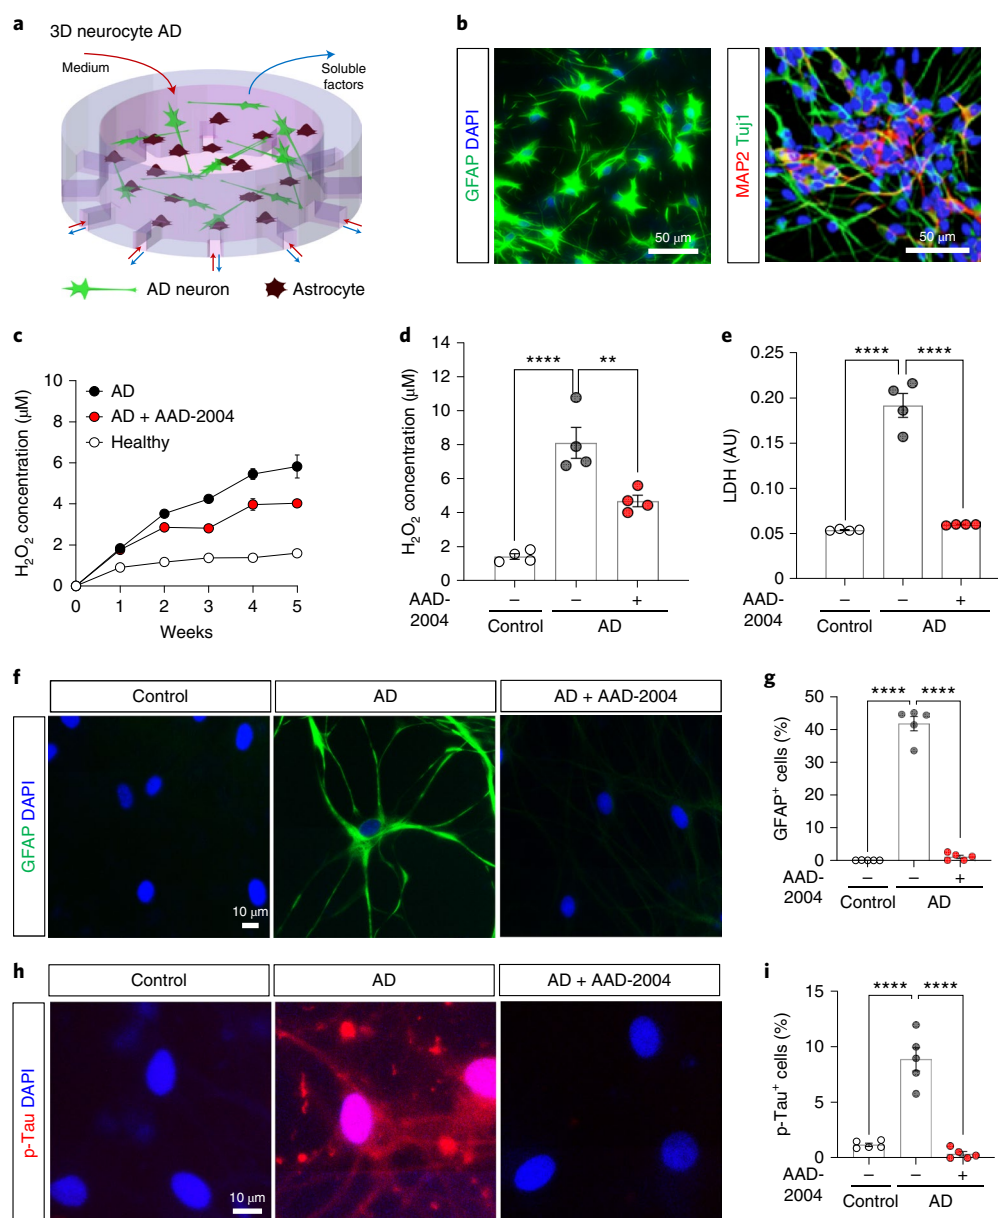 a
3D neurocyte AD
Medium
Soluble
factors
AD neuron
Astrocyte
b
GFAP DAPI
50 μm
MAP2 Tuj1
50 μm
c
H2O2 concentration (μM)
10
8
6
4
2
0
AD
AD + AAD-2004
Healthy
0 1 2 3 4 5
Weeks
d
H2O2 concentration (μM)
14
12
10
8
6
4
2
0
**** **
AAD-
2004
– – +
Control AD
e
LDH (AU)
0.25
0.20
0.15
0.10
0.05
0
**** ****
AAD-
2004
– – +
Control AD
f
Control AD AD + AAD-2004
GFAP DAPI
10 μm
g
GFAP+ cells (%)
50
40
30
20
10
0
**** ****
AAD-
2004
– – +
Control AD
h
Control AD AD + AAD-2004
p-Tau DAPI
10 μm
i
p-Tau+ cells (%)
15
10
5
0
**** ****
AAD-
2004
– – +
Control AD